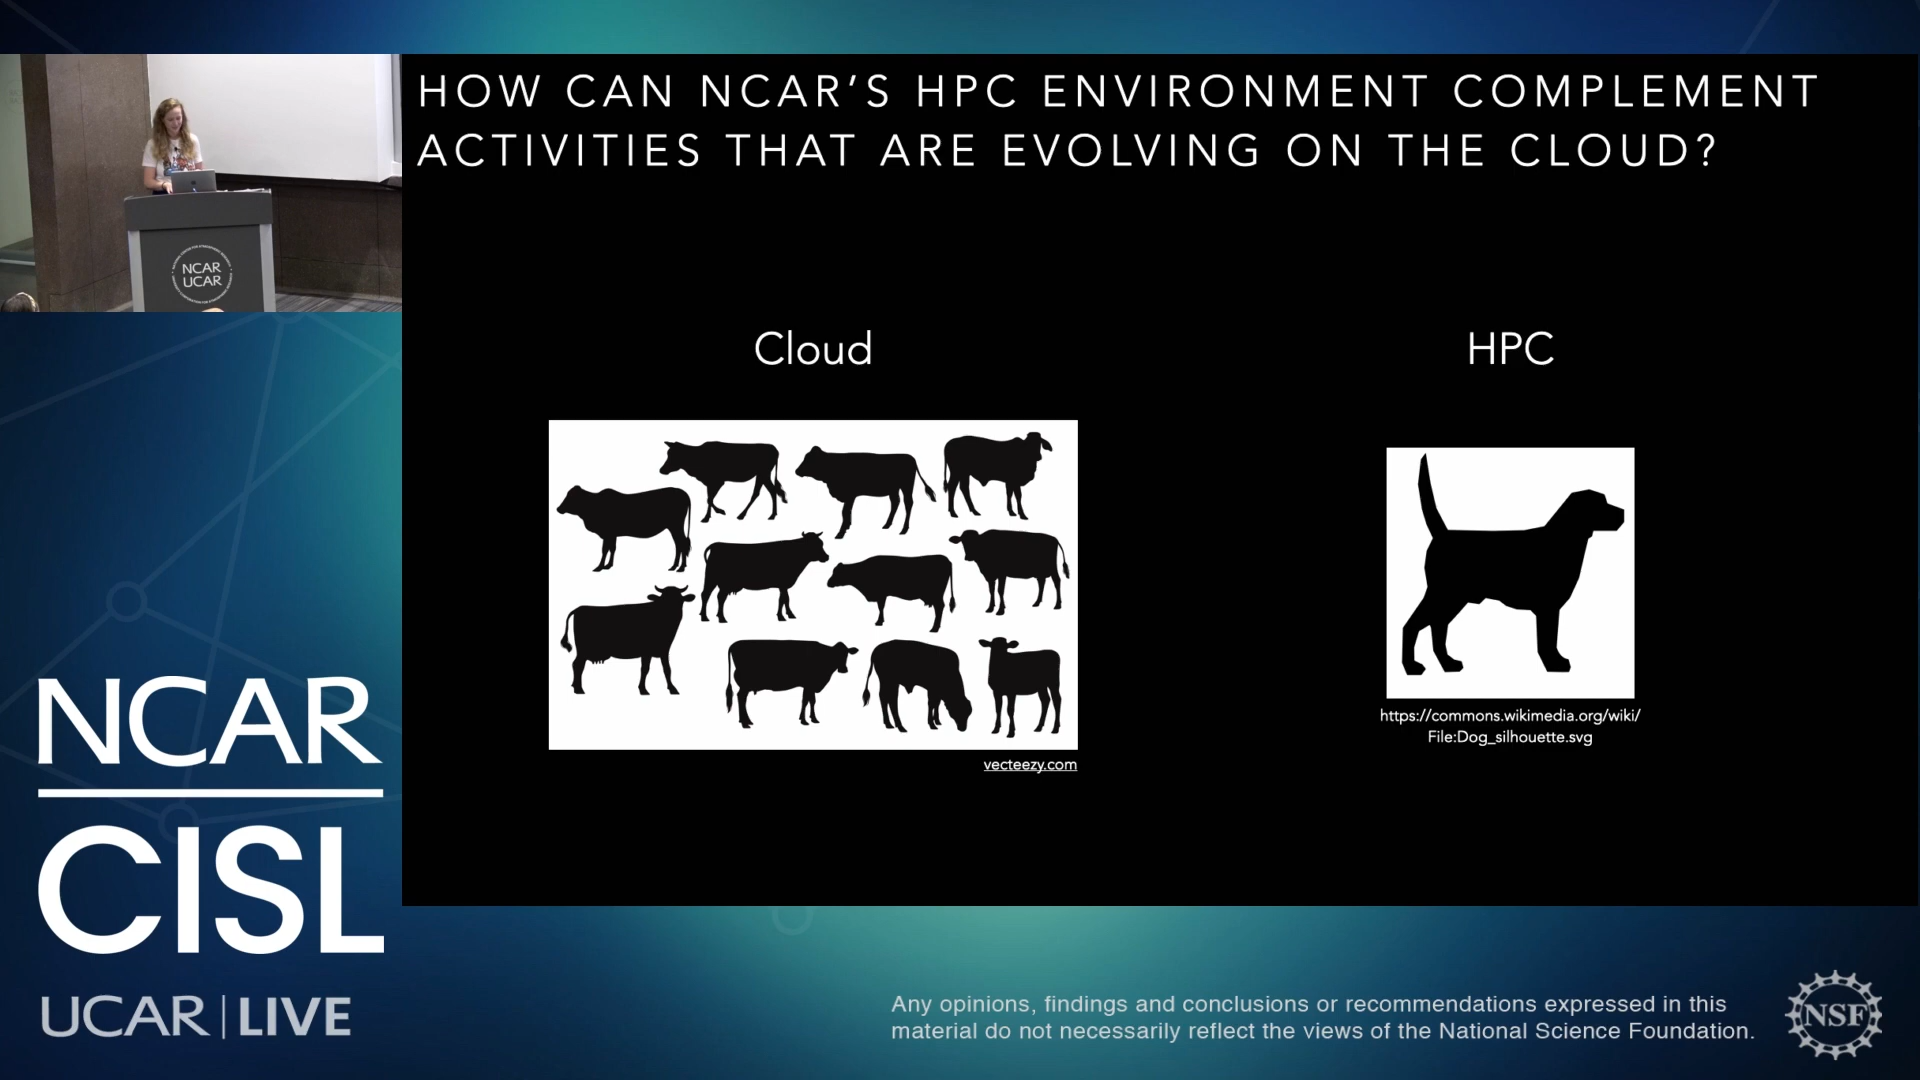 HOW CAN NCAR'S HPC ENVIRONMENT COMPLEMENT
ACTIVITIES THAT ARE EVOLVING ON THE CLOUD?
Cloud
HPC
https://commons.wikimedia.org/wiki/
File:Dog_silhouette.svg
vecteezy.com
NCAR
UCAR
NCAR
CISL
UCAR | LIVE
Any opinions, findings and conclusions or recommendations expressed in this
material do not necessarily reflect the views of the National Science Foundation.
NSF